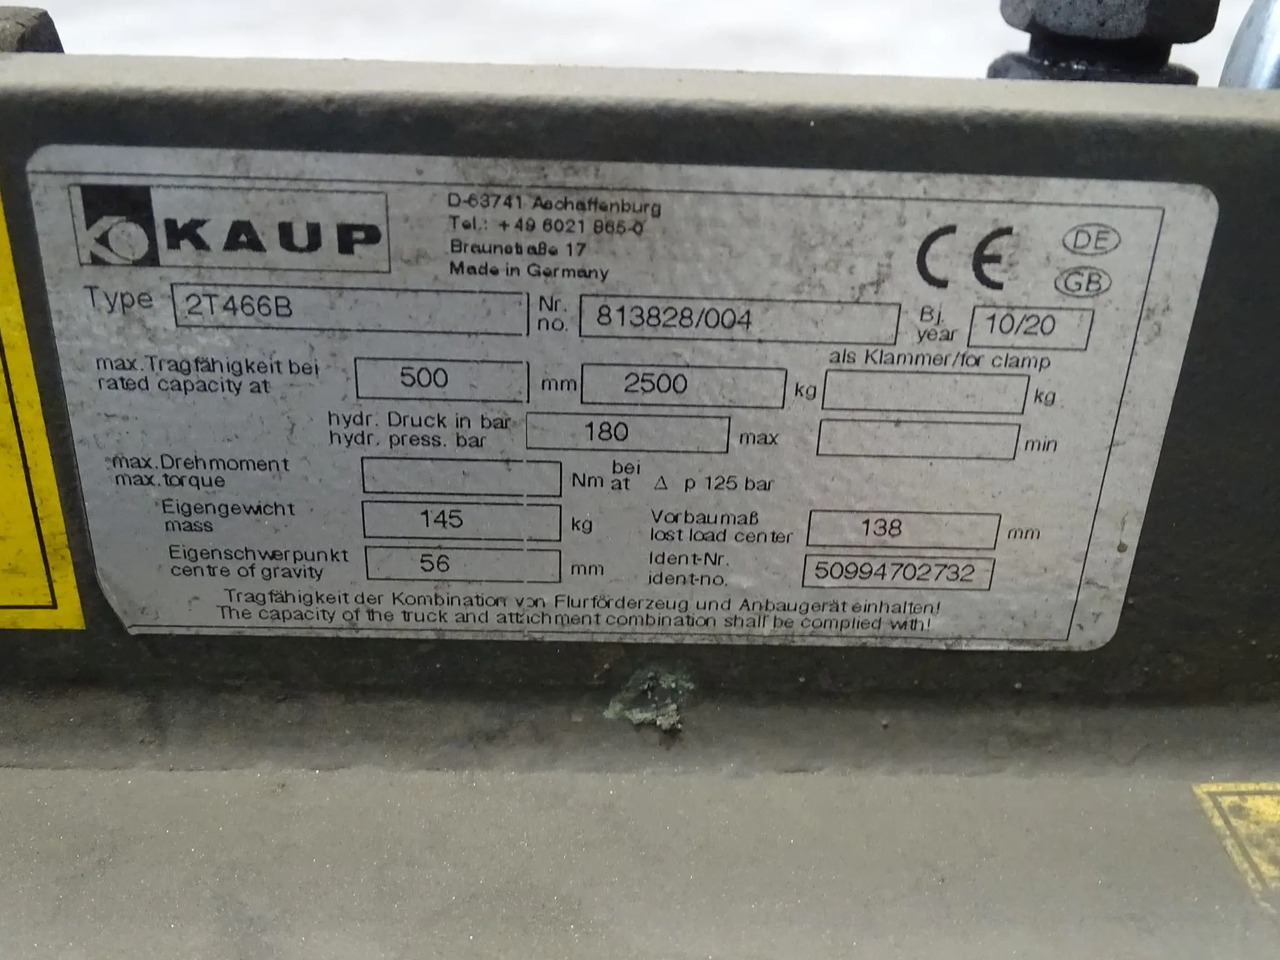 KAUP
D-63741 Aschaffenburg
Tel.: +49 6021 865-0
Braunstraße 17
Made in Germany
CE
DE
GB
Type 2T466B Nr. no. 813828/004 Bj. year 10/20
max. Tragfähigkeit bei
rated capacity at 500 mm 2500 kg als Klammer/for clamp kg
hydr. Druck in bar
hydr. press. bar 180 max min
max. Drehmoment
max. torque Nm bei at Δ p 125 bar
Eigengewicht
mass 145 kg Vorbaumaß
lost load center 138 mm
Eigenschwerpunkt
centre of gravity 56 mm Ident-Nr.
ident-no. 50994702732
Tragfähigkeit der Kombination von Flurförderzeug und Anbaugerät einhalten!
The capacity of the truck and attachment combination shall be complied with!